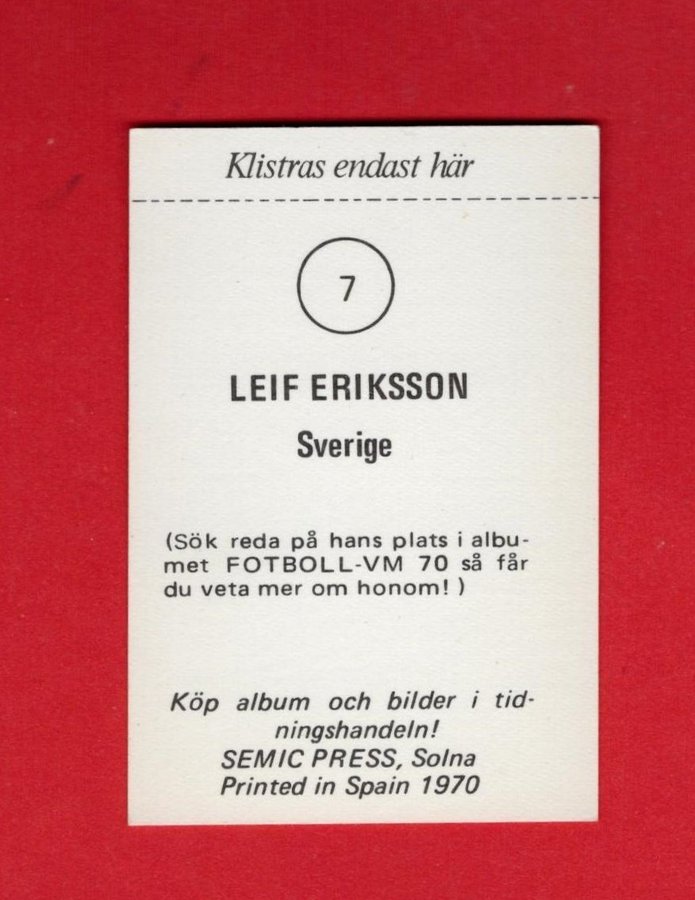 Klistras endast här
7
LEIF ERIKSSON
Sverige
(Sök reda på hans plats i albu-
met FOTBOLL-VM 70 så får
du veta mer om honom! )
Köp album och bilder i tid-
ningshandeln!
SEMIC PRESS, Solna
Printed in Spain 1970